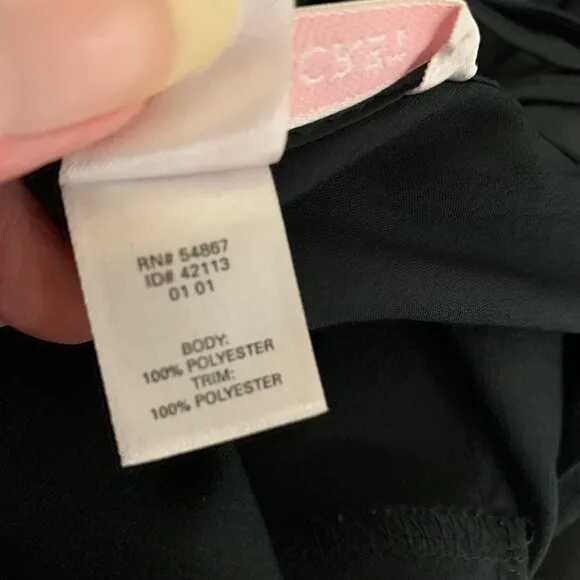 RN# 54867
ID# 42113
01 01
BODY:
100% POLYESTER
TRIM:
100% POLYESTER